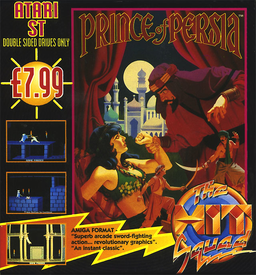 ATARI
ST
DOUBLE SIDED DRIVES ONLY
£7.99
PRINCE of PERSIA
AMIGA FORMAT -
"Superb arcade sword-fighting
action... revolutionary graphics".
"An instant classic".
The
HIT
Squad